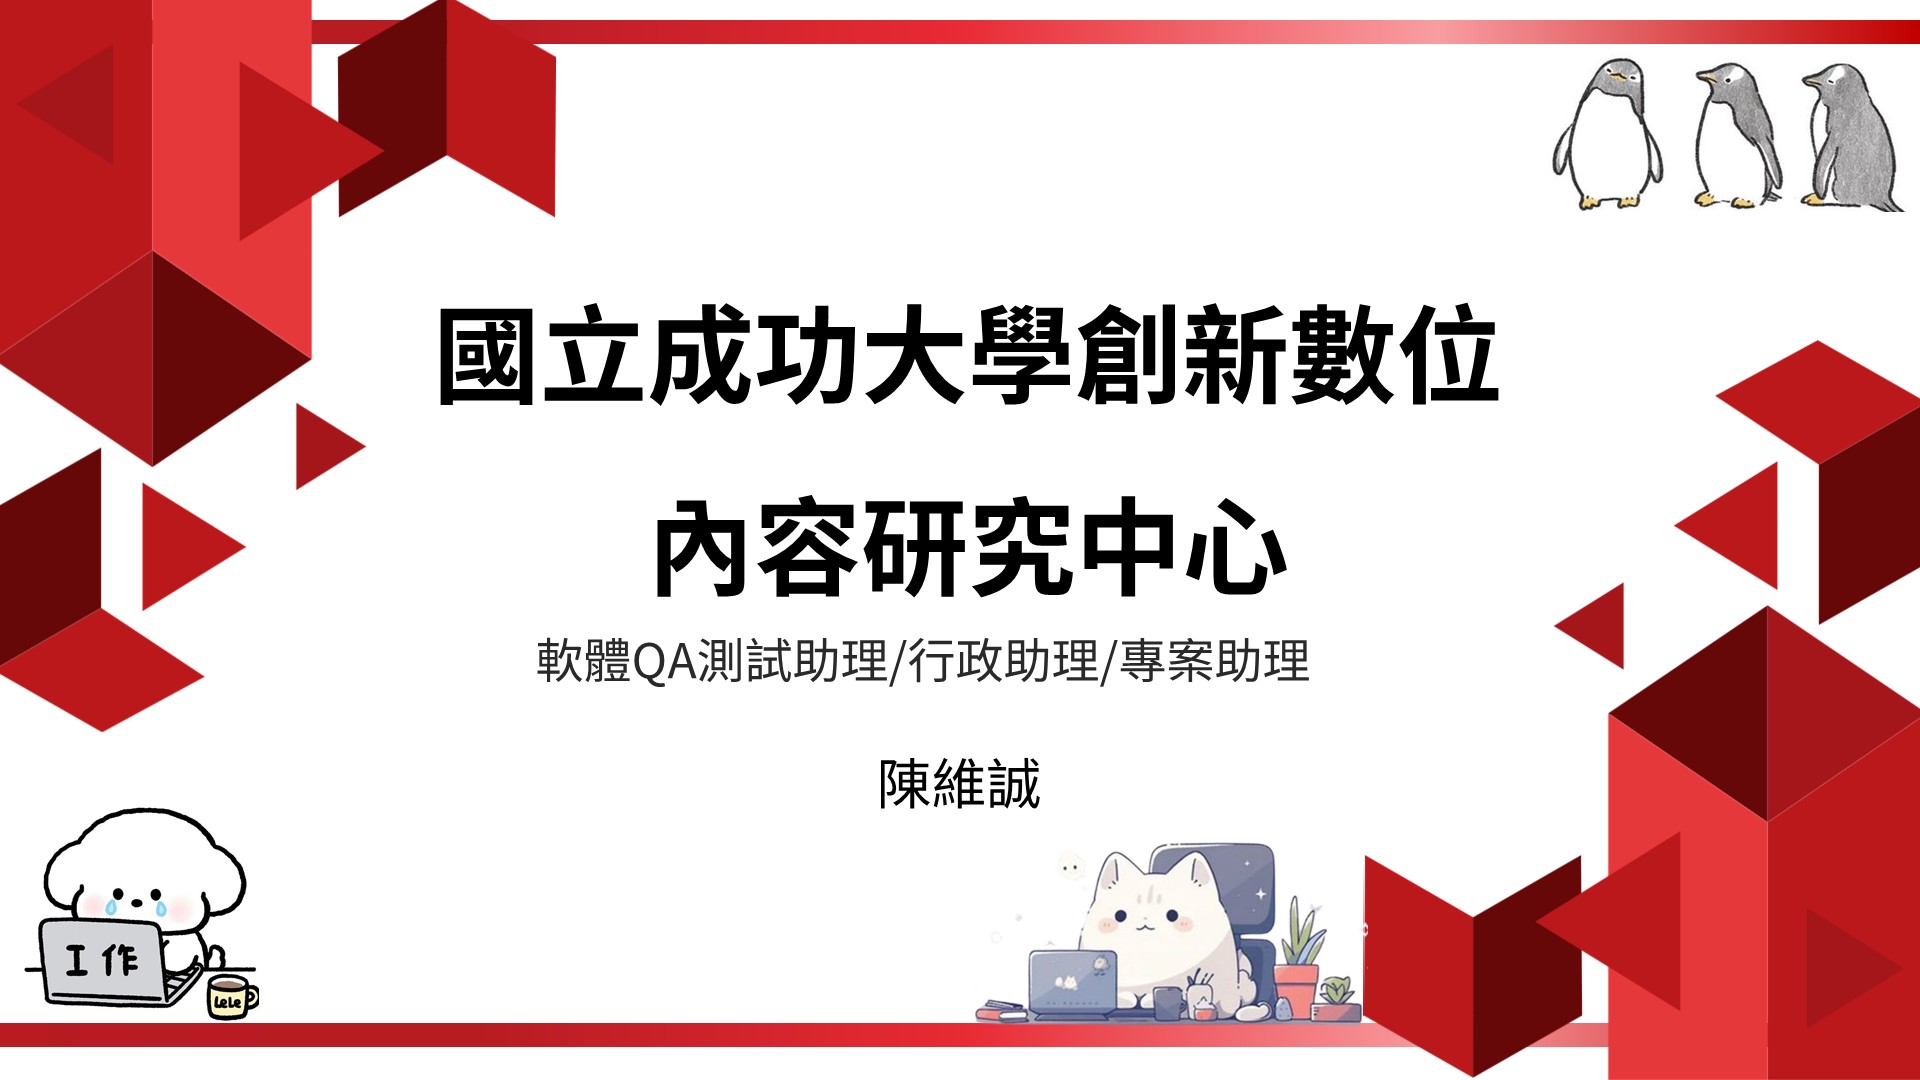 國立成功大學創新數位
內容研究中心
軟體QA測試助理/行政助理/專案助理
陳維誠
工作
LeLe